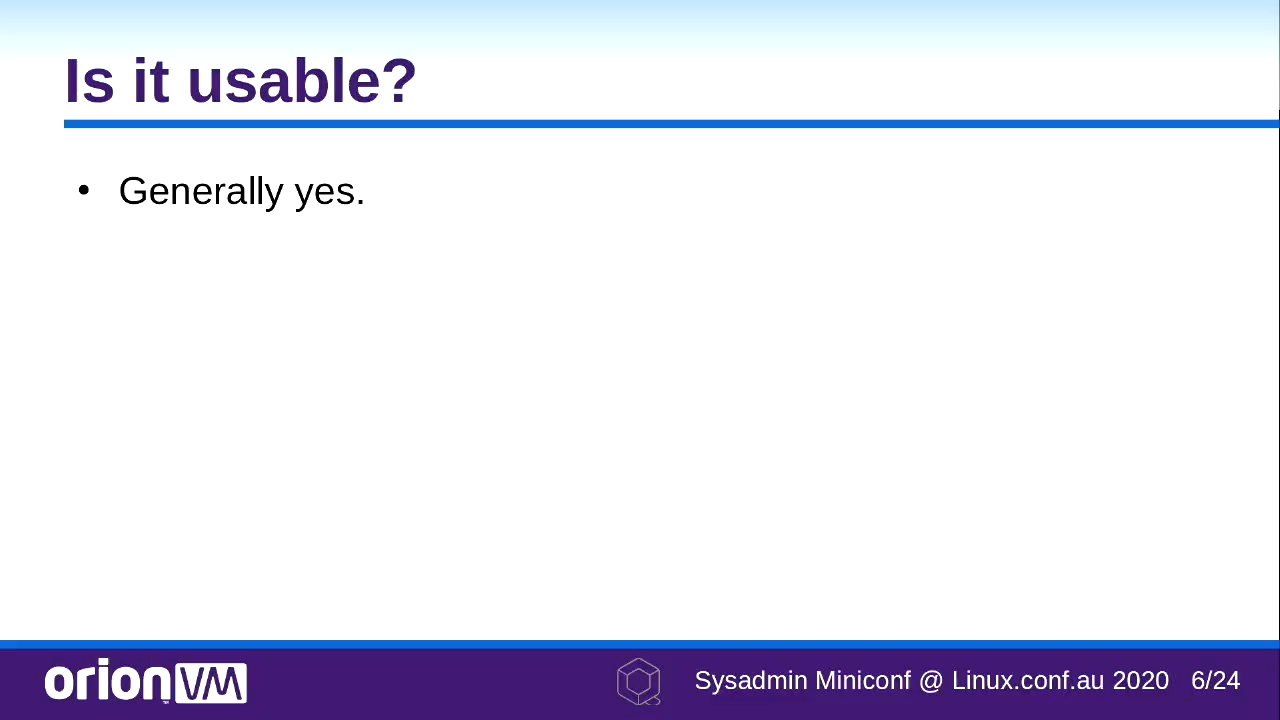 Is it usable?
• Generally yes.
orionVM
Sysadmin Miniconf @ Linux.conf.au 2020 6/24